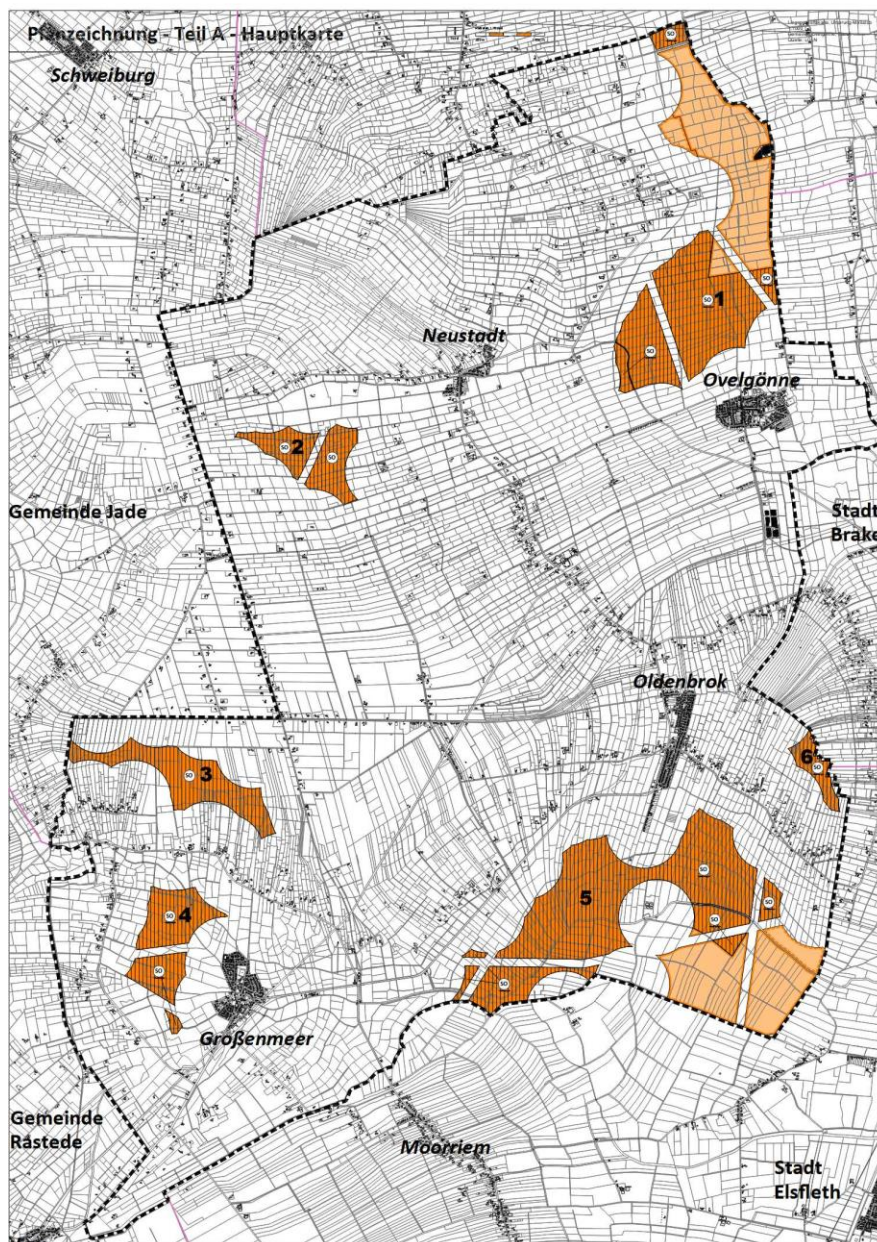 Planzeichnung - Teil A - Hauptkarte
Schweiburg
SO
SO
1
SO
SO
Neustadt
Ovelgönne
2
SO
SO
Gemeinde Jade
Stadt
Brake
Oldenbrok
6
SO
3
SO
5
SO
SO
SO
4
SO
SO
SO
Großenmeer
Gemeinde
Rastede
Moorriem
Stadt
Elsfleth